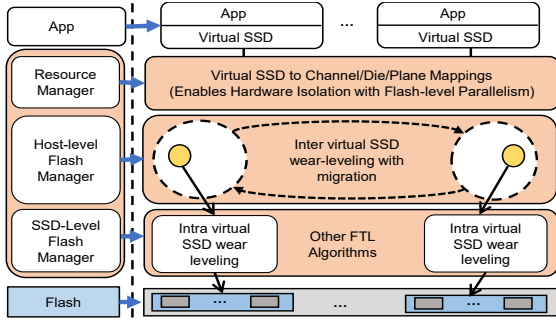 App
App
Virtual SSD
...
App
Virtual SSD
Resource
Manager
Virtual SSD to Channel/Die/Plane Mappings
(Enables Hardware Isolation with Flash-level Parallelism)
Host-level
Flash
Manager
Inter virtual SSD
wear-leveling with
migration
SSD-Level
Flash
Manager
Intra virtual
SSD wear
leveling
Other FTL
Algorithms
Intra virtual
SSD wear
leveling
Flash
...
...
...